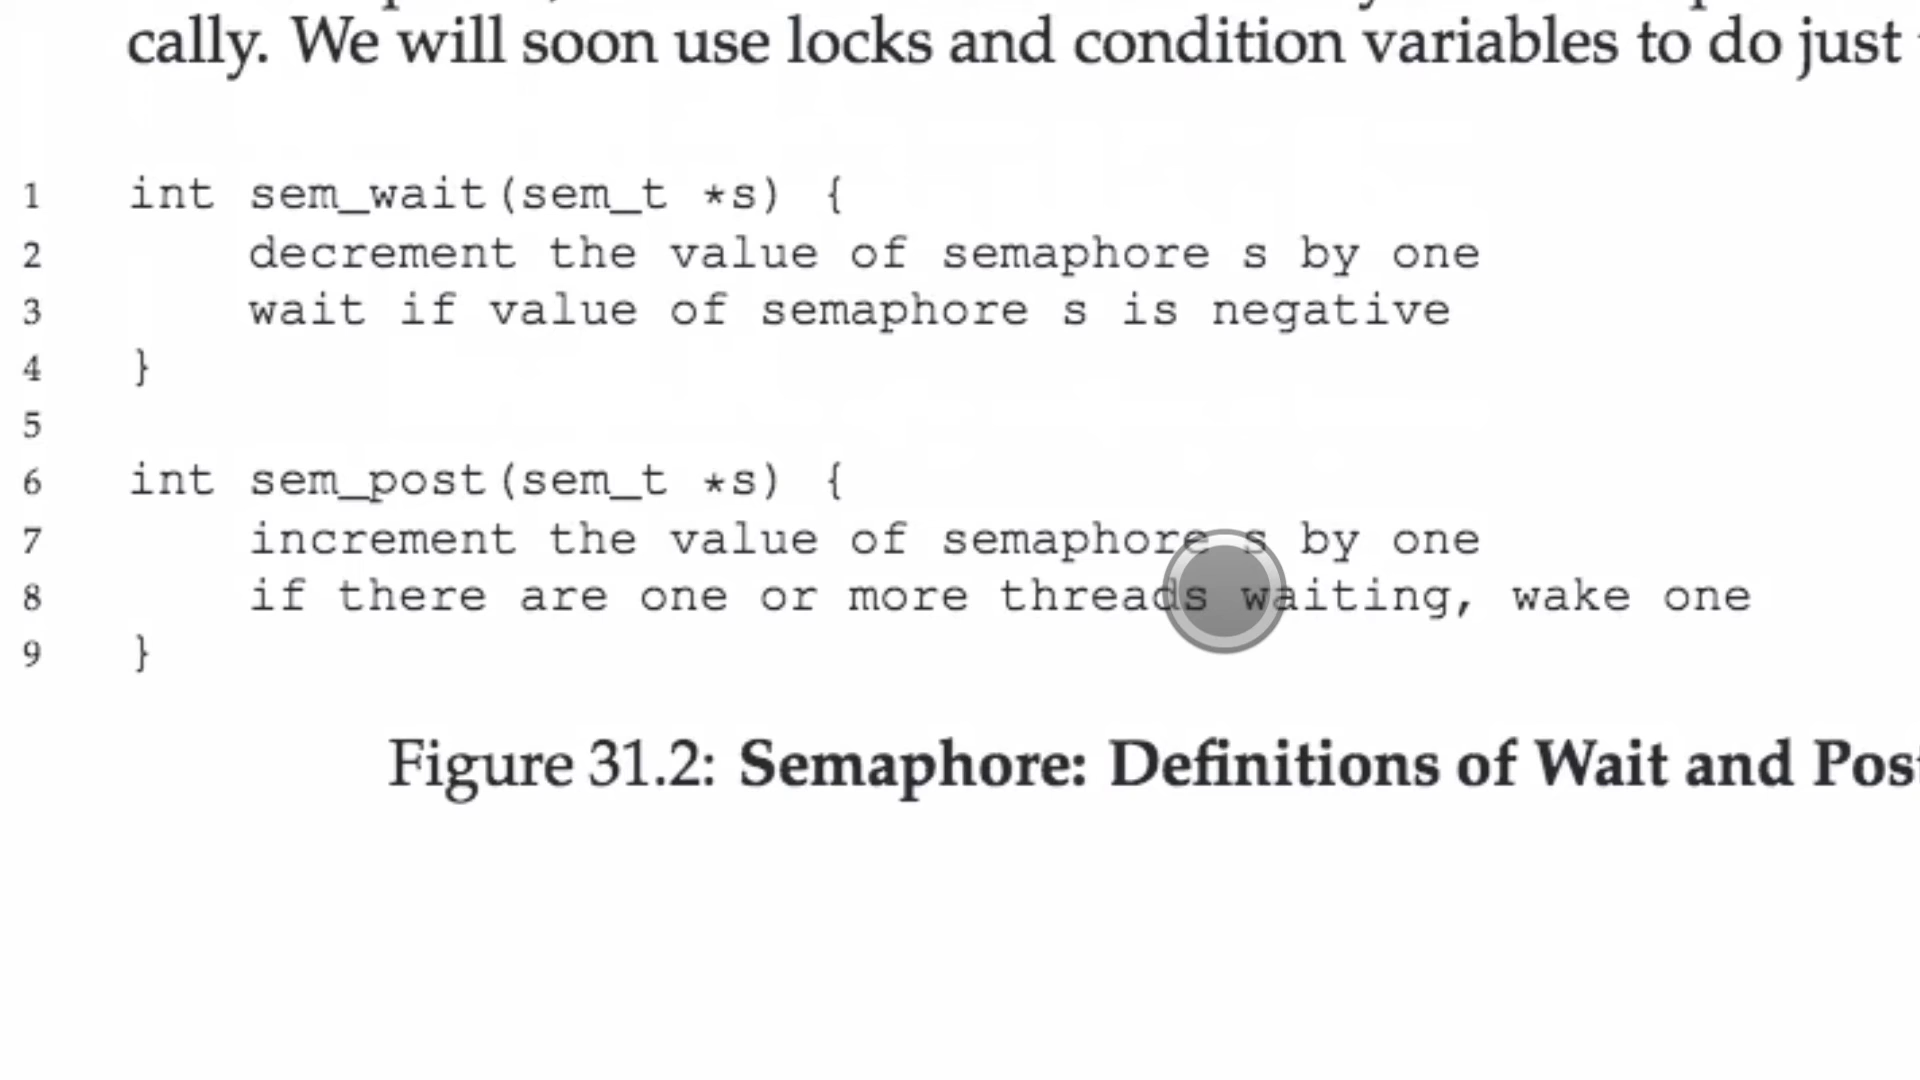 cally. We will soon use locks and condition variables to do just
1 int sem_wait(sem_t *s) {
2 decrement the value of semaphore s by one
3 wait if value of semaphore s is negative
4 }
5
6 int sem_post(sem_t *s) {
7 increment the value of semaphore s by one
8 if there are one or more threads waiting, wake one
9 }
Figure 31.2: Semaphore: Definitions of Wait and Pos